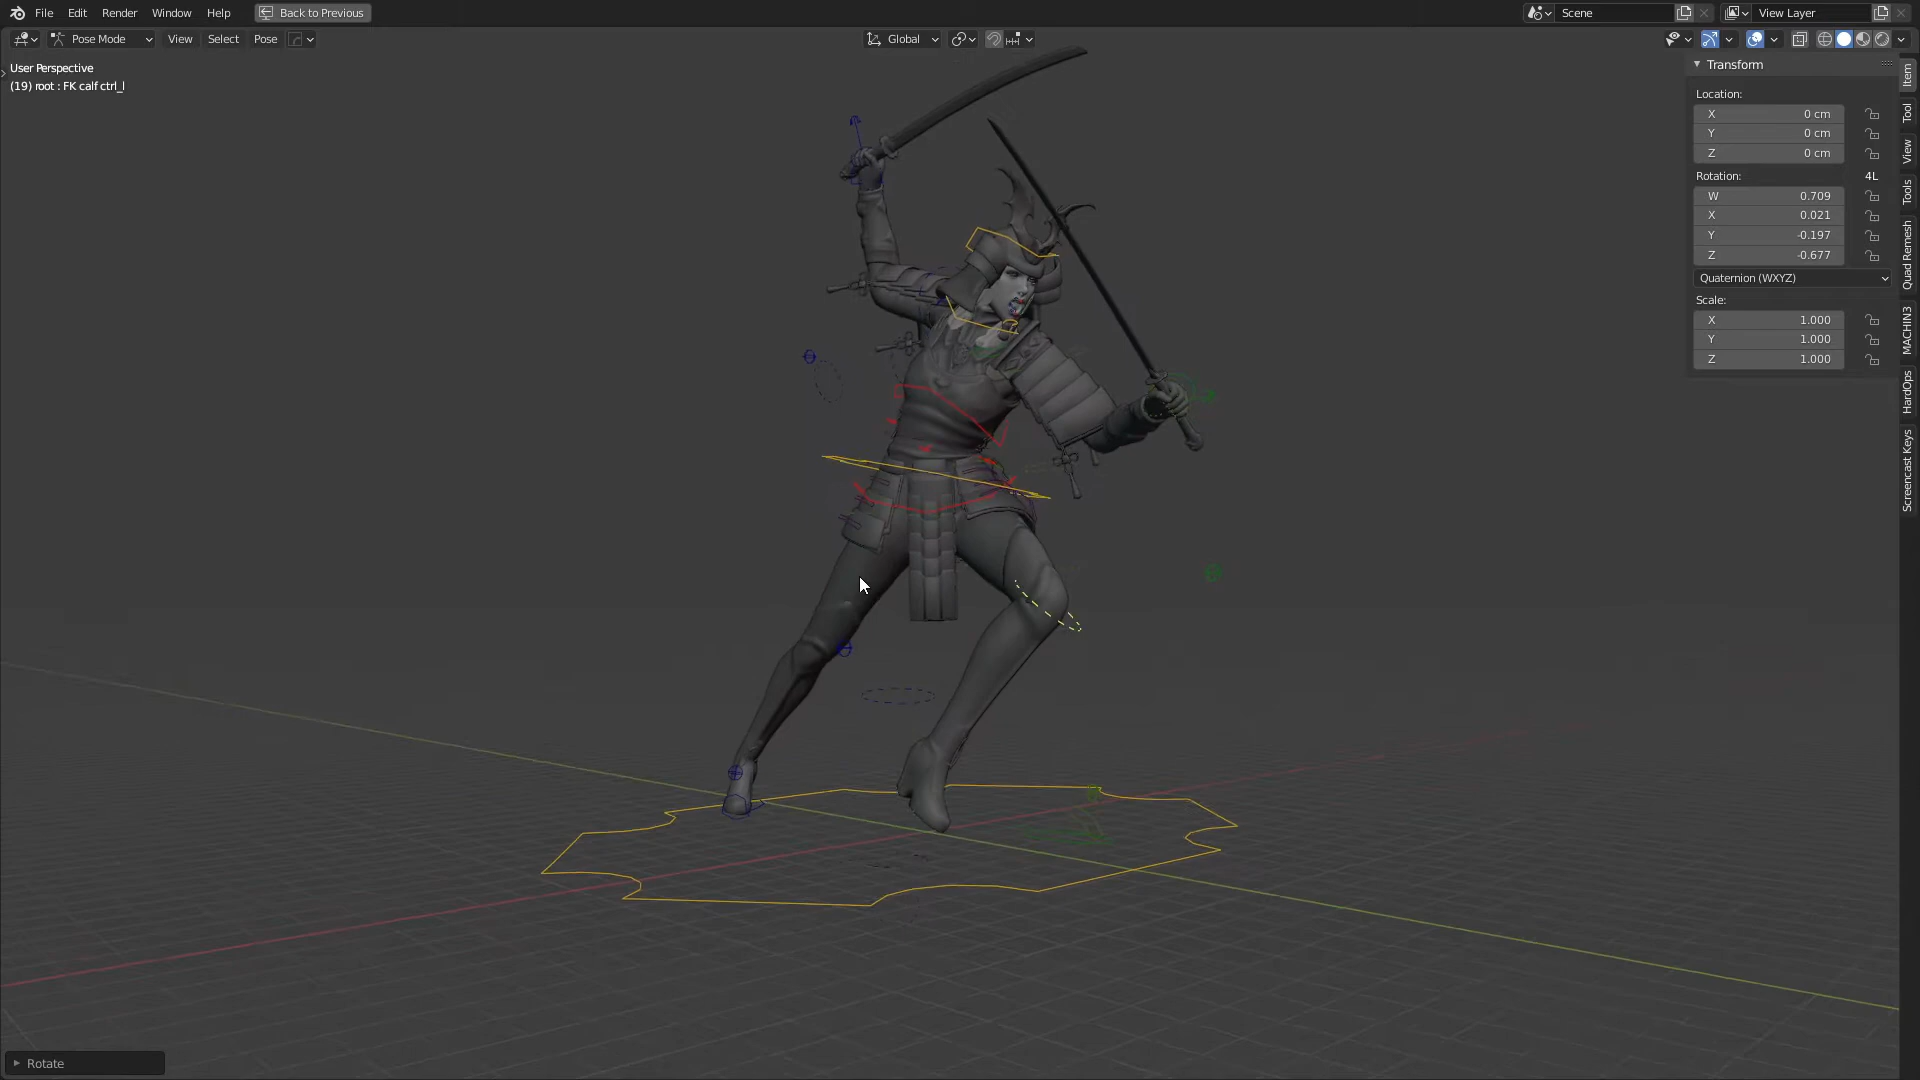 File Edit Render Window Help Back to Previous Scene View Layer
Pose Mode View Select Pose Global
User Perspective
(19) root : FK calf ctrl_l
Transform
Location:
X 0 cm
Y 0 cm
Z 0 cm
Rotation: 4L
W 0.709
X 0.021
Y -0.197
Z -0.677
Quaternion (WXYZ)
Scale:
X 1.000
Y 1.000
Z 1.000
Item
Tool
View
Tools
Quad Remesh
MACHIN3
HardOps
Screencast Keys
Rotate